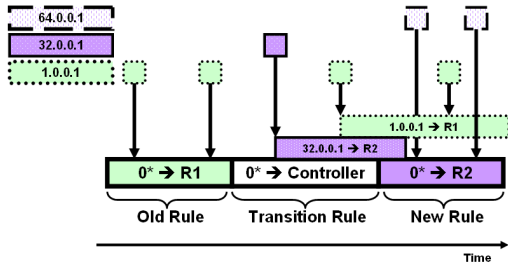 64.0.0.1
32.0.0.1
1.0.0.1
1.0.0.1 → R1
32.0.0.1 → R2
0* → R1
0* → Controller
0* → R2
Old Rule
Transition Rule
New Rule
Time